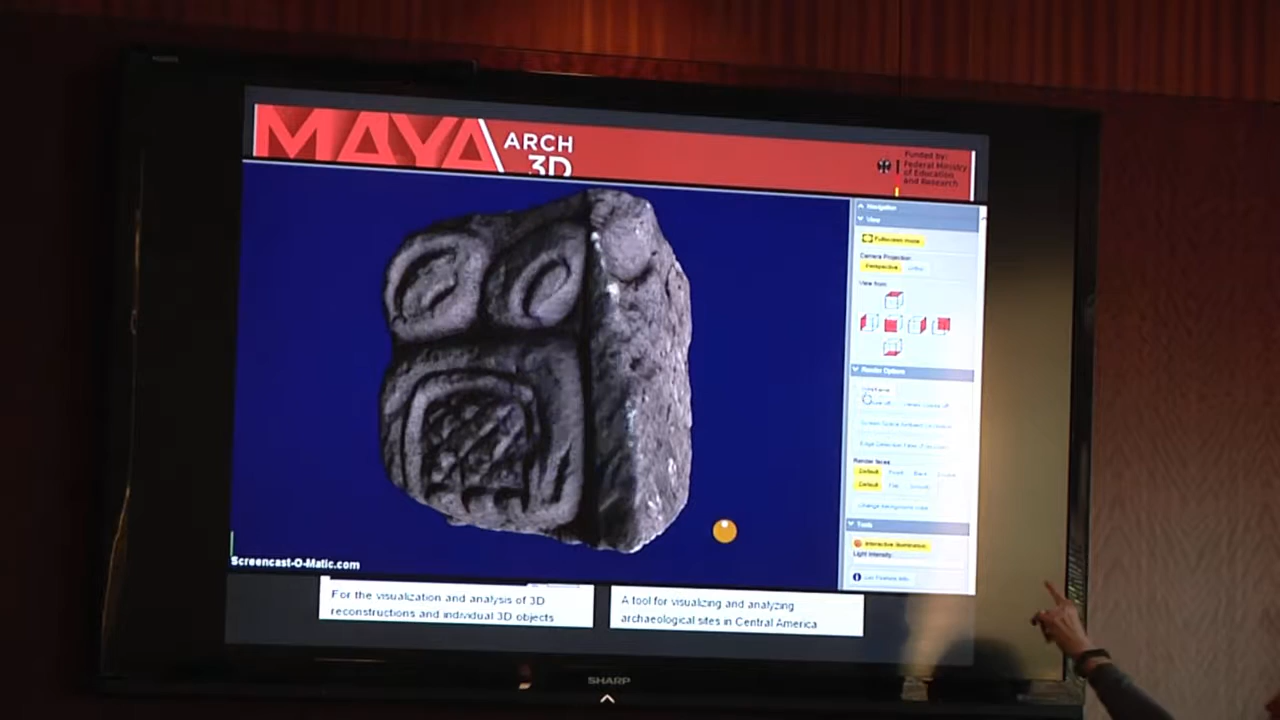 MAYA
ARCH
3D
Funded by:
Federal Ministry
of Education
and Research
Navigation
View
Fullscreen mode
Camera Projection:
Perspective
View from:
Render Options
Render faces
Default
Default
Change background color
Tools
Interactive Illumination
Light Intensity:
Screencast-O-Matic.com
For the visualization and analysis of 3D
reconstructions and individual 3D objects
A tool for visualizing and analyzing
archaeological sites in Central America
SHARP